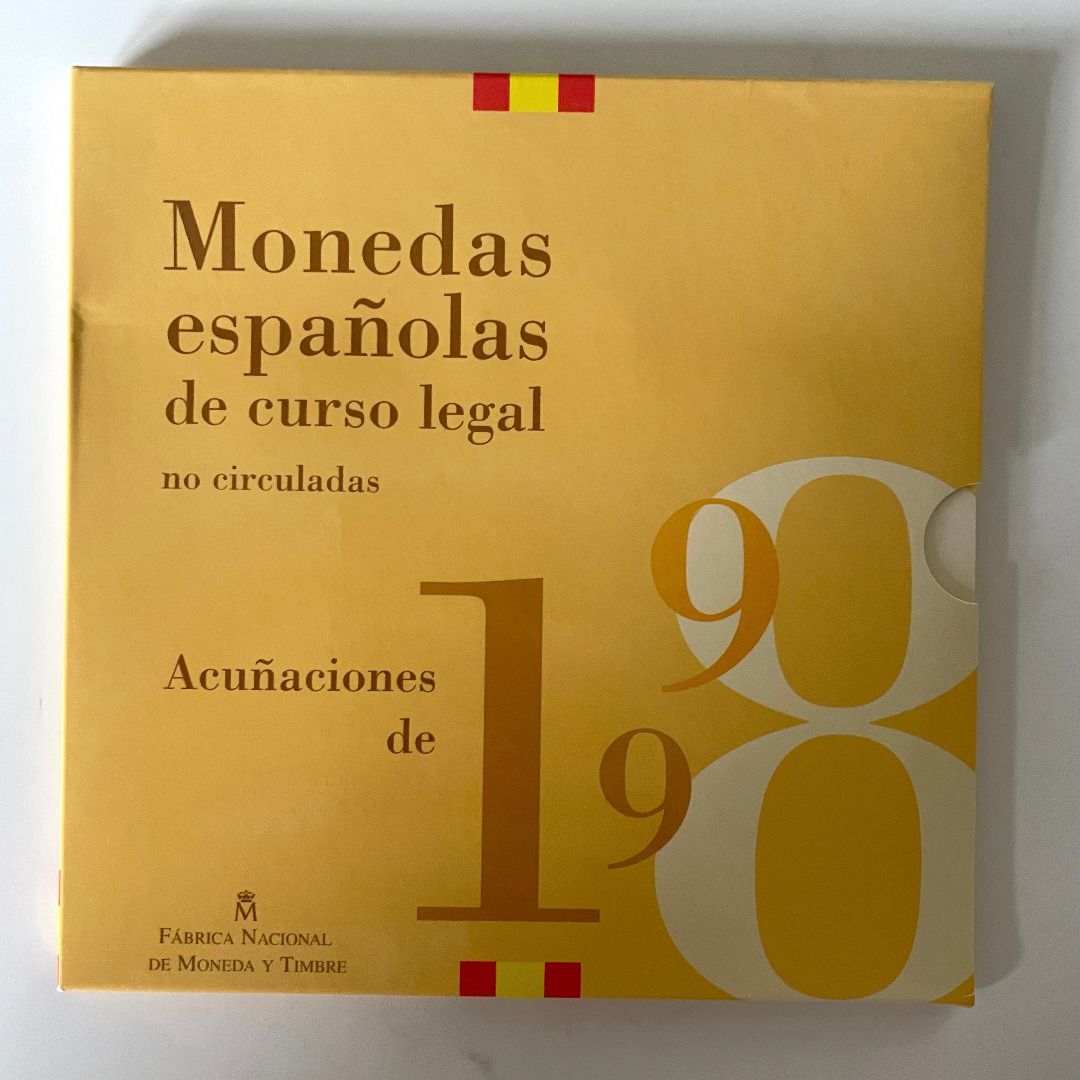 Monedas
españolas
de curso legal
no circuladas
Acuñaciones
de
1998
M
FÁBRICA NACIONAL
DE MONEDA Y TIMBRE